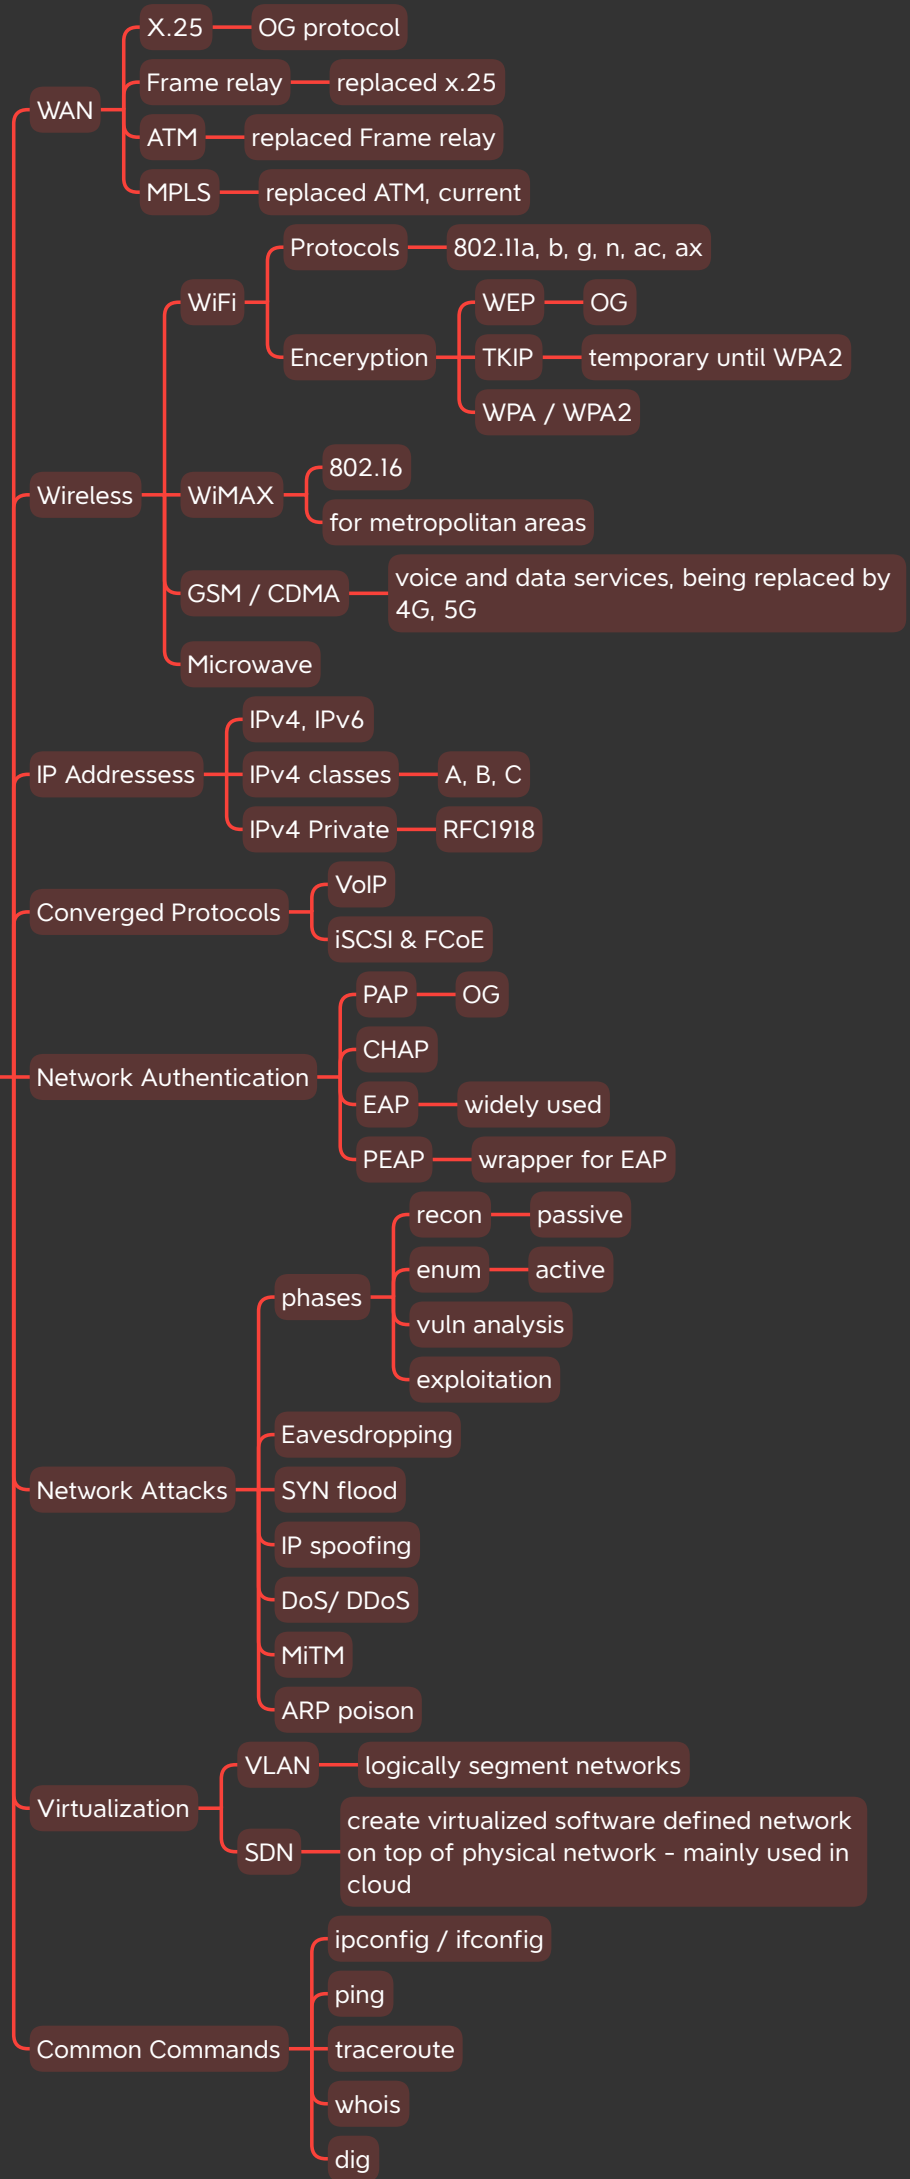 X.25
OG protocol
Frame relay
replaced x.25
WAN
ATM
replaced Frame relay
MPLS
replaced ATM, current
Protocols
802.11a, b, g, n, ac, ax
WiFi
WEP
OG
Enceryption
TKIP
temporary until WPA2
WPA / WPA2
802.16
Wireless
WiMAX
for metropolitan areas
GSM / CDMA
voice and data services, being replaced by
4G, 5G
Microwave
IPv4, IPv6
IP Addressess
IPv4 classes
A, B, C
IPv4 Private
RFC1918
VoIP
Converged Protocols
iSCSI & FCoE
PAP
OG
CHAP
Network Authentication
EAP
widely used
PEAP
wrapper for EAP
recon
passive
enum
active
phases
vuln analysis
exploitation
Eavesdropping
Network Attacks
SYN flood
IP spoofing
DoS/ DDoS
MiTM
ARP poison
VLAN
logically segment networks
Virtualization
SDN
create virtualized software defined network
on top of physical network - mainly used in
cloud
ipconfig / ifconfig
ping
Common Commands
traceroute
whois
dig